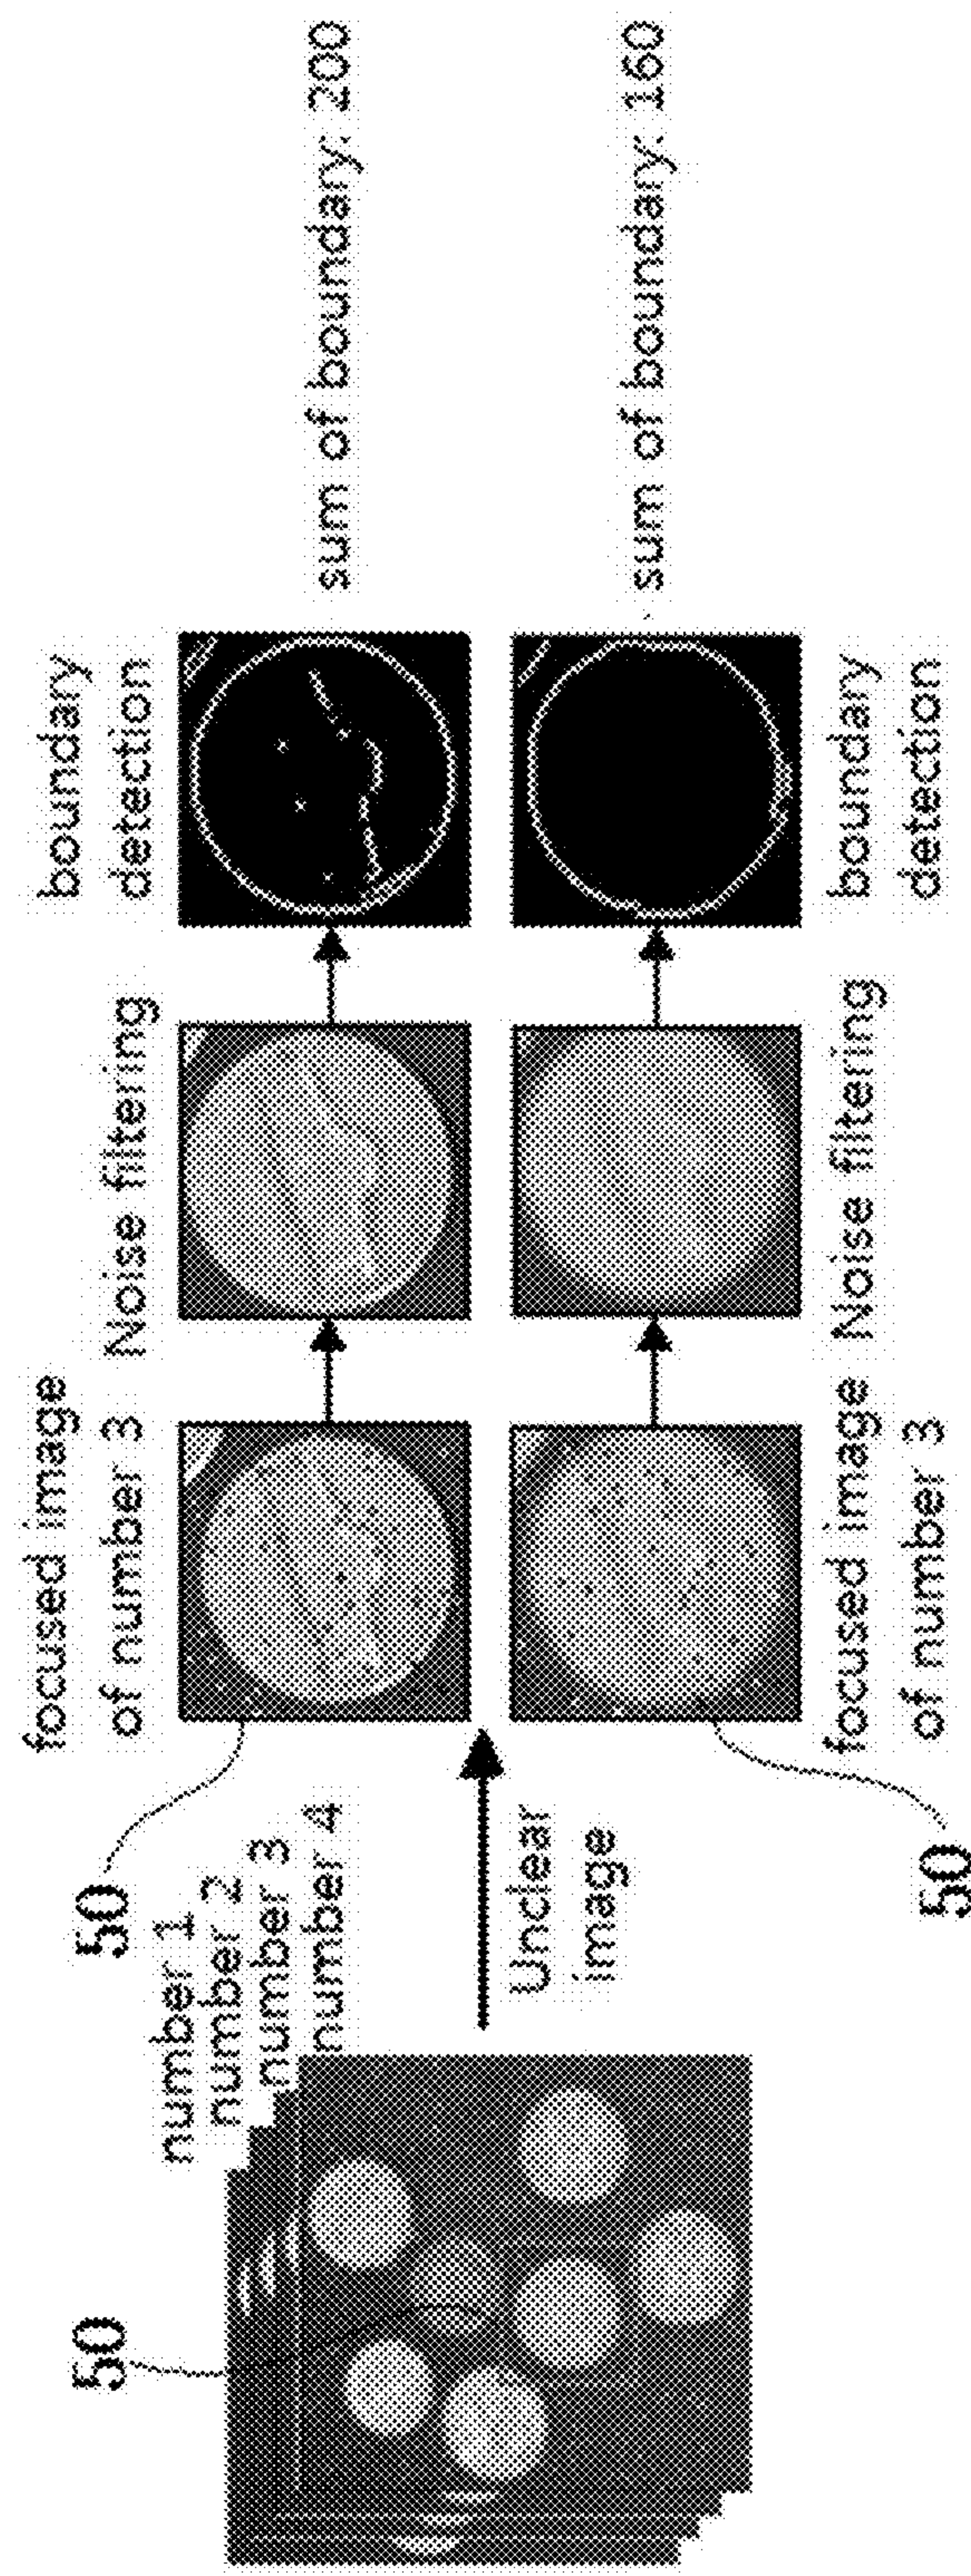 50
number 1
number 2
number 3
number 4
50
Unclear
image
focused image
of number 3
Noise filtering
boundary
detection
sum of boundary: 200
50
focused image
of number 3
Noise filtering
boundary
detection
sum of boundary: 160